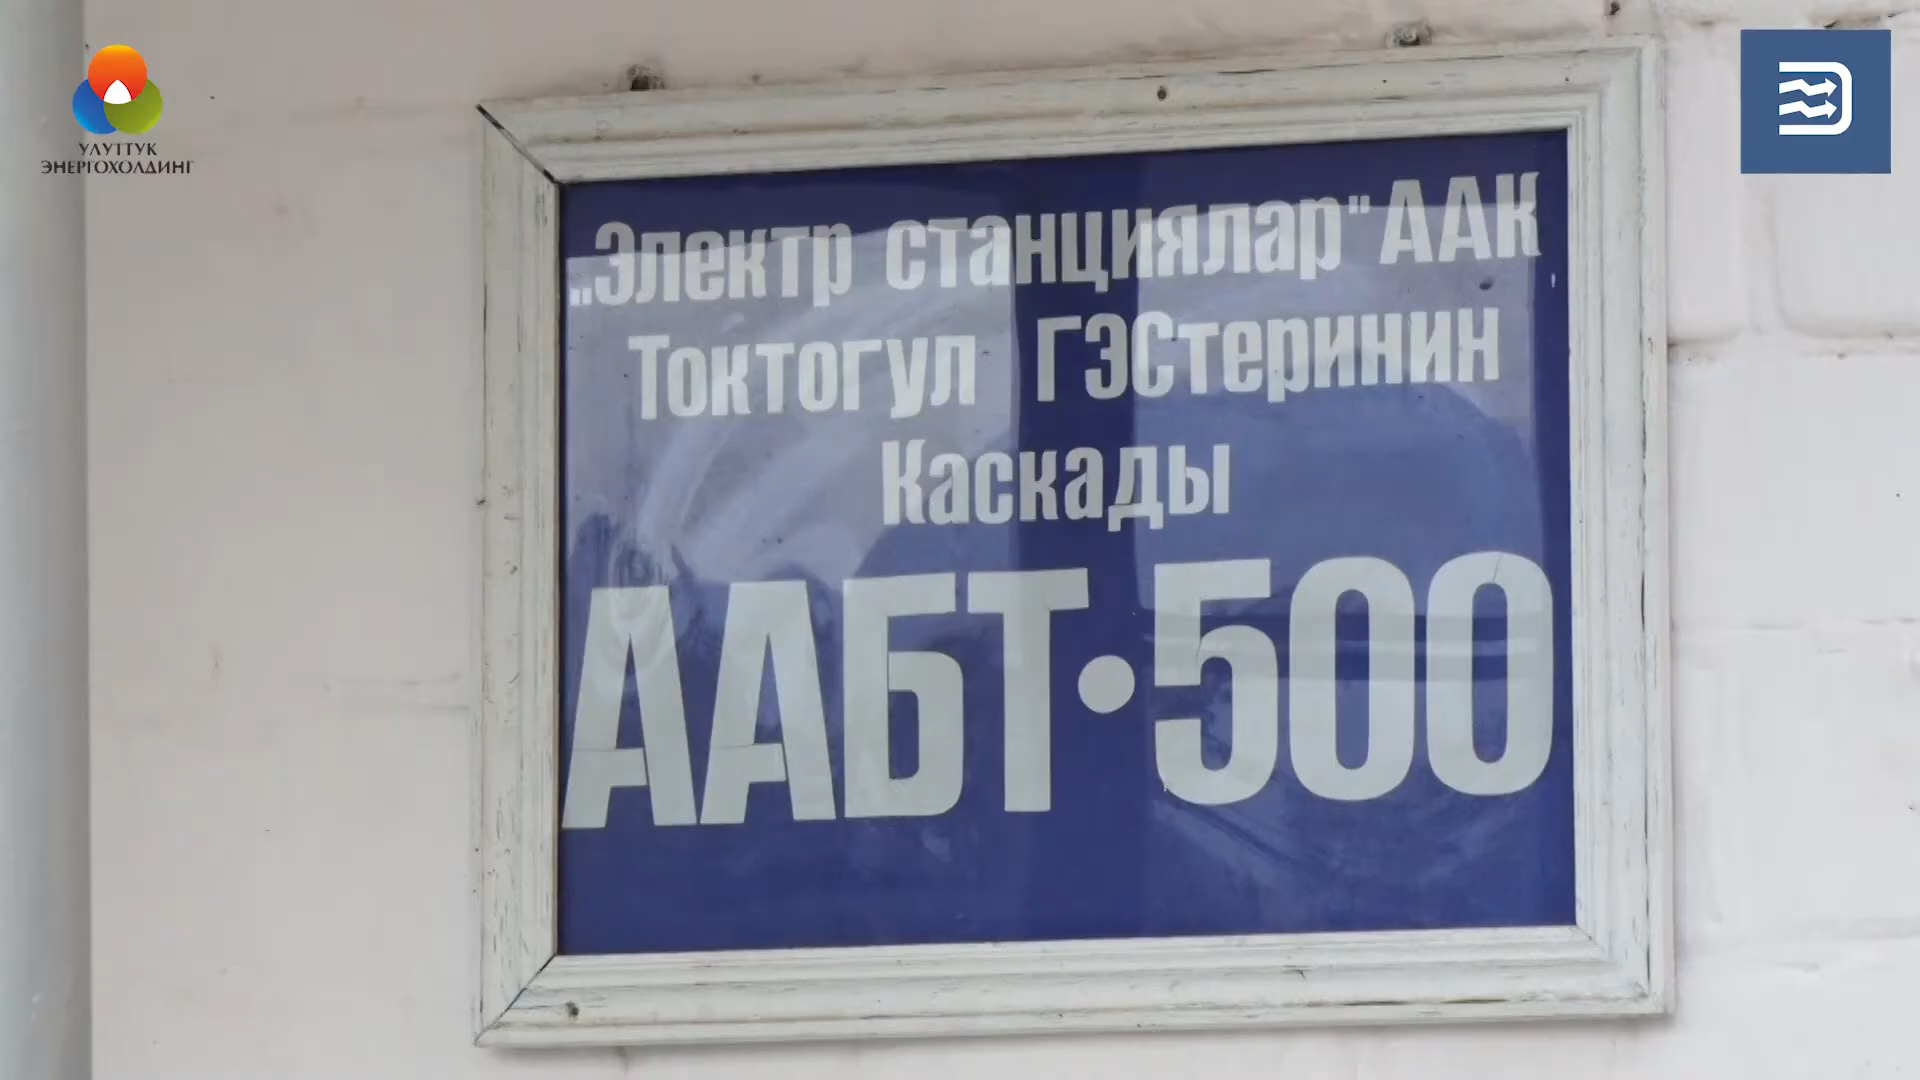 УЛУТТУК
ЭНЕРГОХОЛДИНГ
„Электр станциялар" ААК
Токтогул ГЭСтеринин
Каскады
ААБТ•500